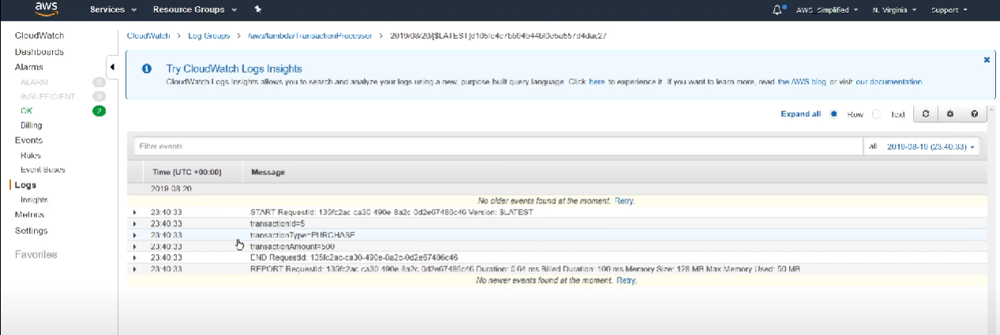 aws Services Resource Groups AWS Simplified N. Virginia Support
CloudWatch
Dashboards
Alarms
ALARM 0
INSUFFICIENT 0
OK 2
Billing
Events
Rules
Event Buses
Logs
Insights
Metrics
Settings
Favorites
CloudWatch > Log Groups > /aws/lambda/TransactionProcessor > 2019/08/20/[$LATEST]
Try CloudWatch Logs Insights
CloudWatch Logs Insights allows you to search and analyze your logs using a new, purpose built query language. Click here to experience it. If you want to learn more, read the AWS blog or visit our documentation.
Expand all Row Text
Filter events all 2019-08-19 (23:40:33)
Time (UTC +00:00) Message
2019-08-20
No older events found at the moment. Retry.
23:40:33 START RequestId: 135fc2ac-ca30-490e-8a2c-0d2e67486c46 Version: $LATEST
23:40:33 transactionId=5
23:40:33 transactionType=PURCHASE
23:40:33 transactionAmount=500
23:40:33 END RequestId: 135fc2ac-ca30-490e-8a2c-0d2e67486c46
23:40:33 REPORT RequestId: 135fc2ac-ca30-490e-8a2c-0d2e67486c46 Duration: 0.64 ms Billed Duration: 100 ms Memory Size: 128 MB Max Memory Used: 50 MB
No newer events found at the moment. Retry.